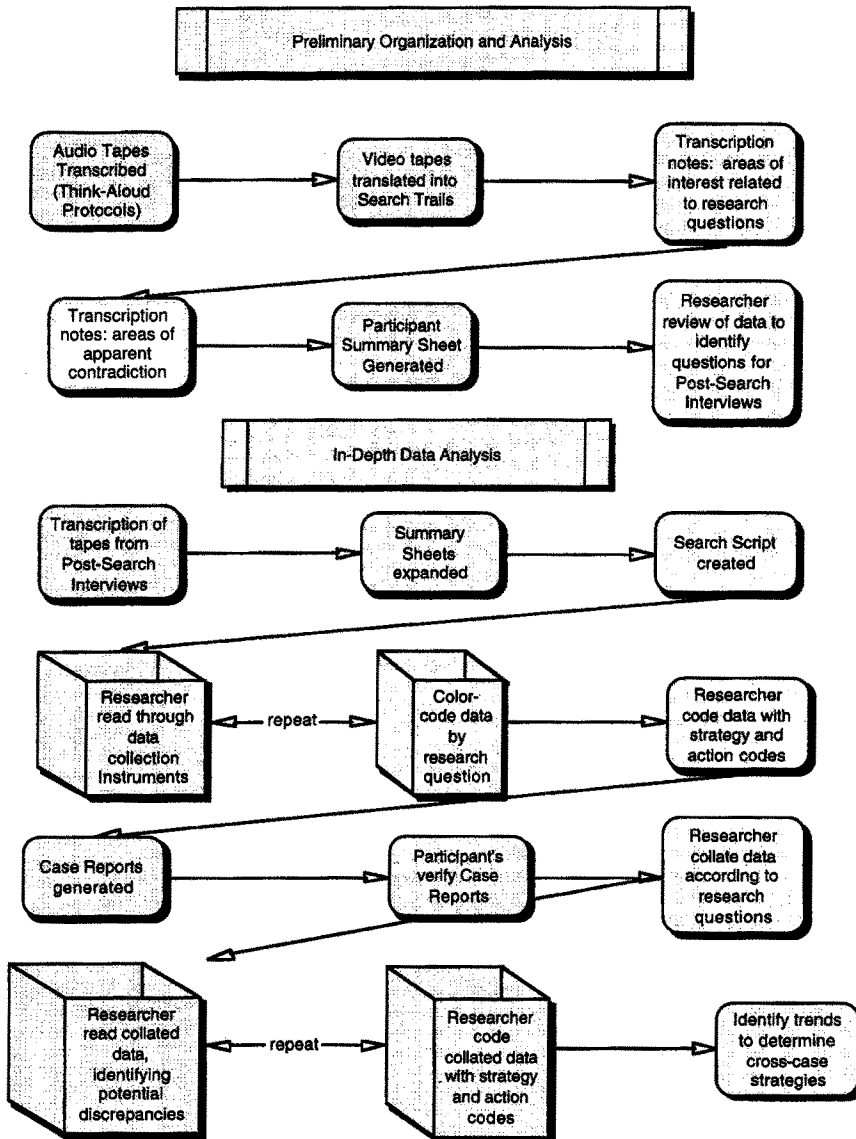 Preliminary Organization and Analysis
Audio Tapes
Transcribed
(Think-Aloud
Protocols)
Video tapes
translated into
Search Trails
Transcription
notes: areas of
interest related
to research
questions
Transcription
notes: areas of
apparent
contradiction
Participant
Summary Sheet
Generated
Researcher
review of data to
identify
questions for
Post-Search
Interviews
In-Depth Data Analysis
Transcription of
tapes from
Post-Search
Interviews
Summary
Sheets
expanded
Search Script
created
Researcher
read through
data
collection
Instruments
repeat
Color-
code data
by
research
question
Researcher
code data with
strategy and
action codes
Case Reports
generated
Participant's
verify Case
Reports
Researcher
collate data
according to
research
questions
Researcher
read collated
data,
identifying
potential
discrepancies
repeat
Researcher
code
collated data
with strategy
and action
codes
Identify trends
to determine
cross-case
strategies